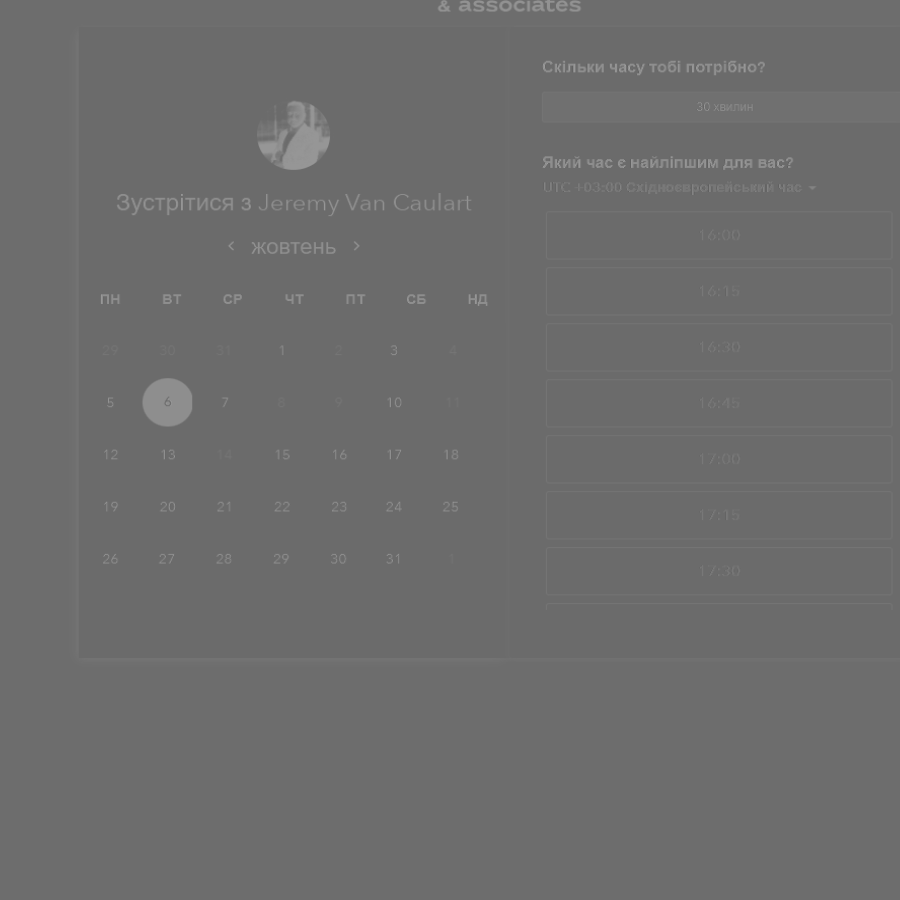 & associates
Зустрітися з Jeremy Van Caulart
жовтень
ПН ВТ СР ЧТ ПТ СБ НД
29 30 31 1 2 3 4
5 6 7 8 9 10 11
12 13 14 15 16 17 18
19 20 21 22 23 24 25
26 27 28 29 30 31 1
Скільки часу тобі потрібно?
30 хвилин
Який час є найліпшим для вас?
UTC +03:00 Східноєвропейський час
16:00
16:15
16:30
16:45
17:00
17:15
17:30